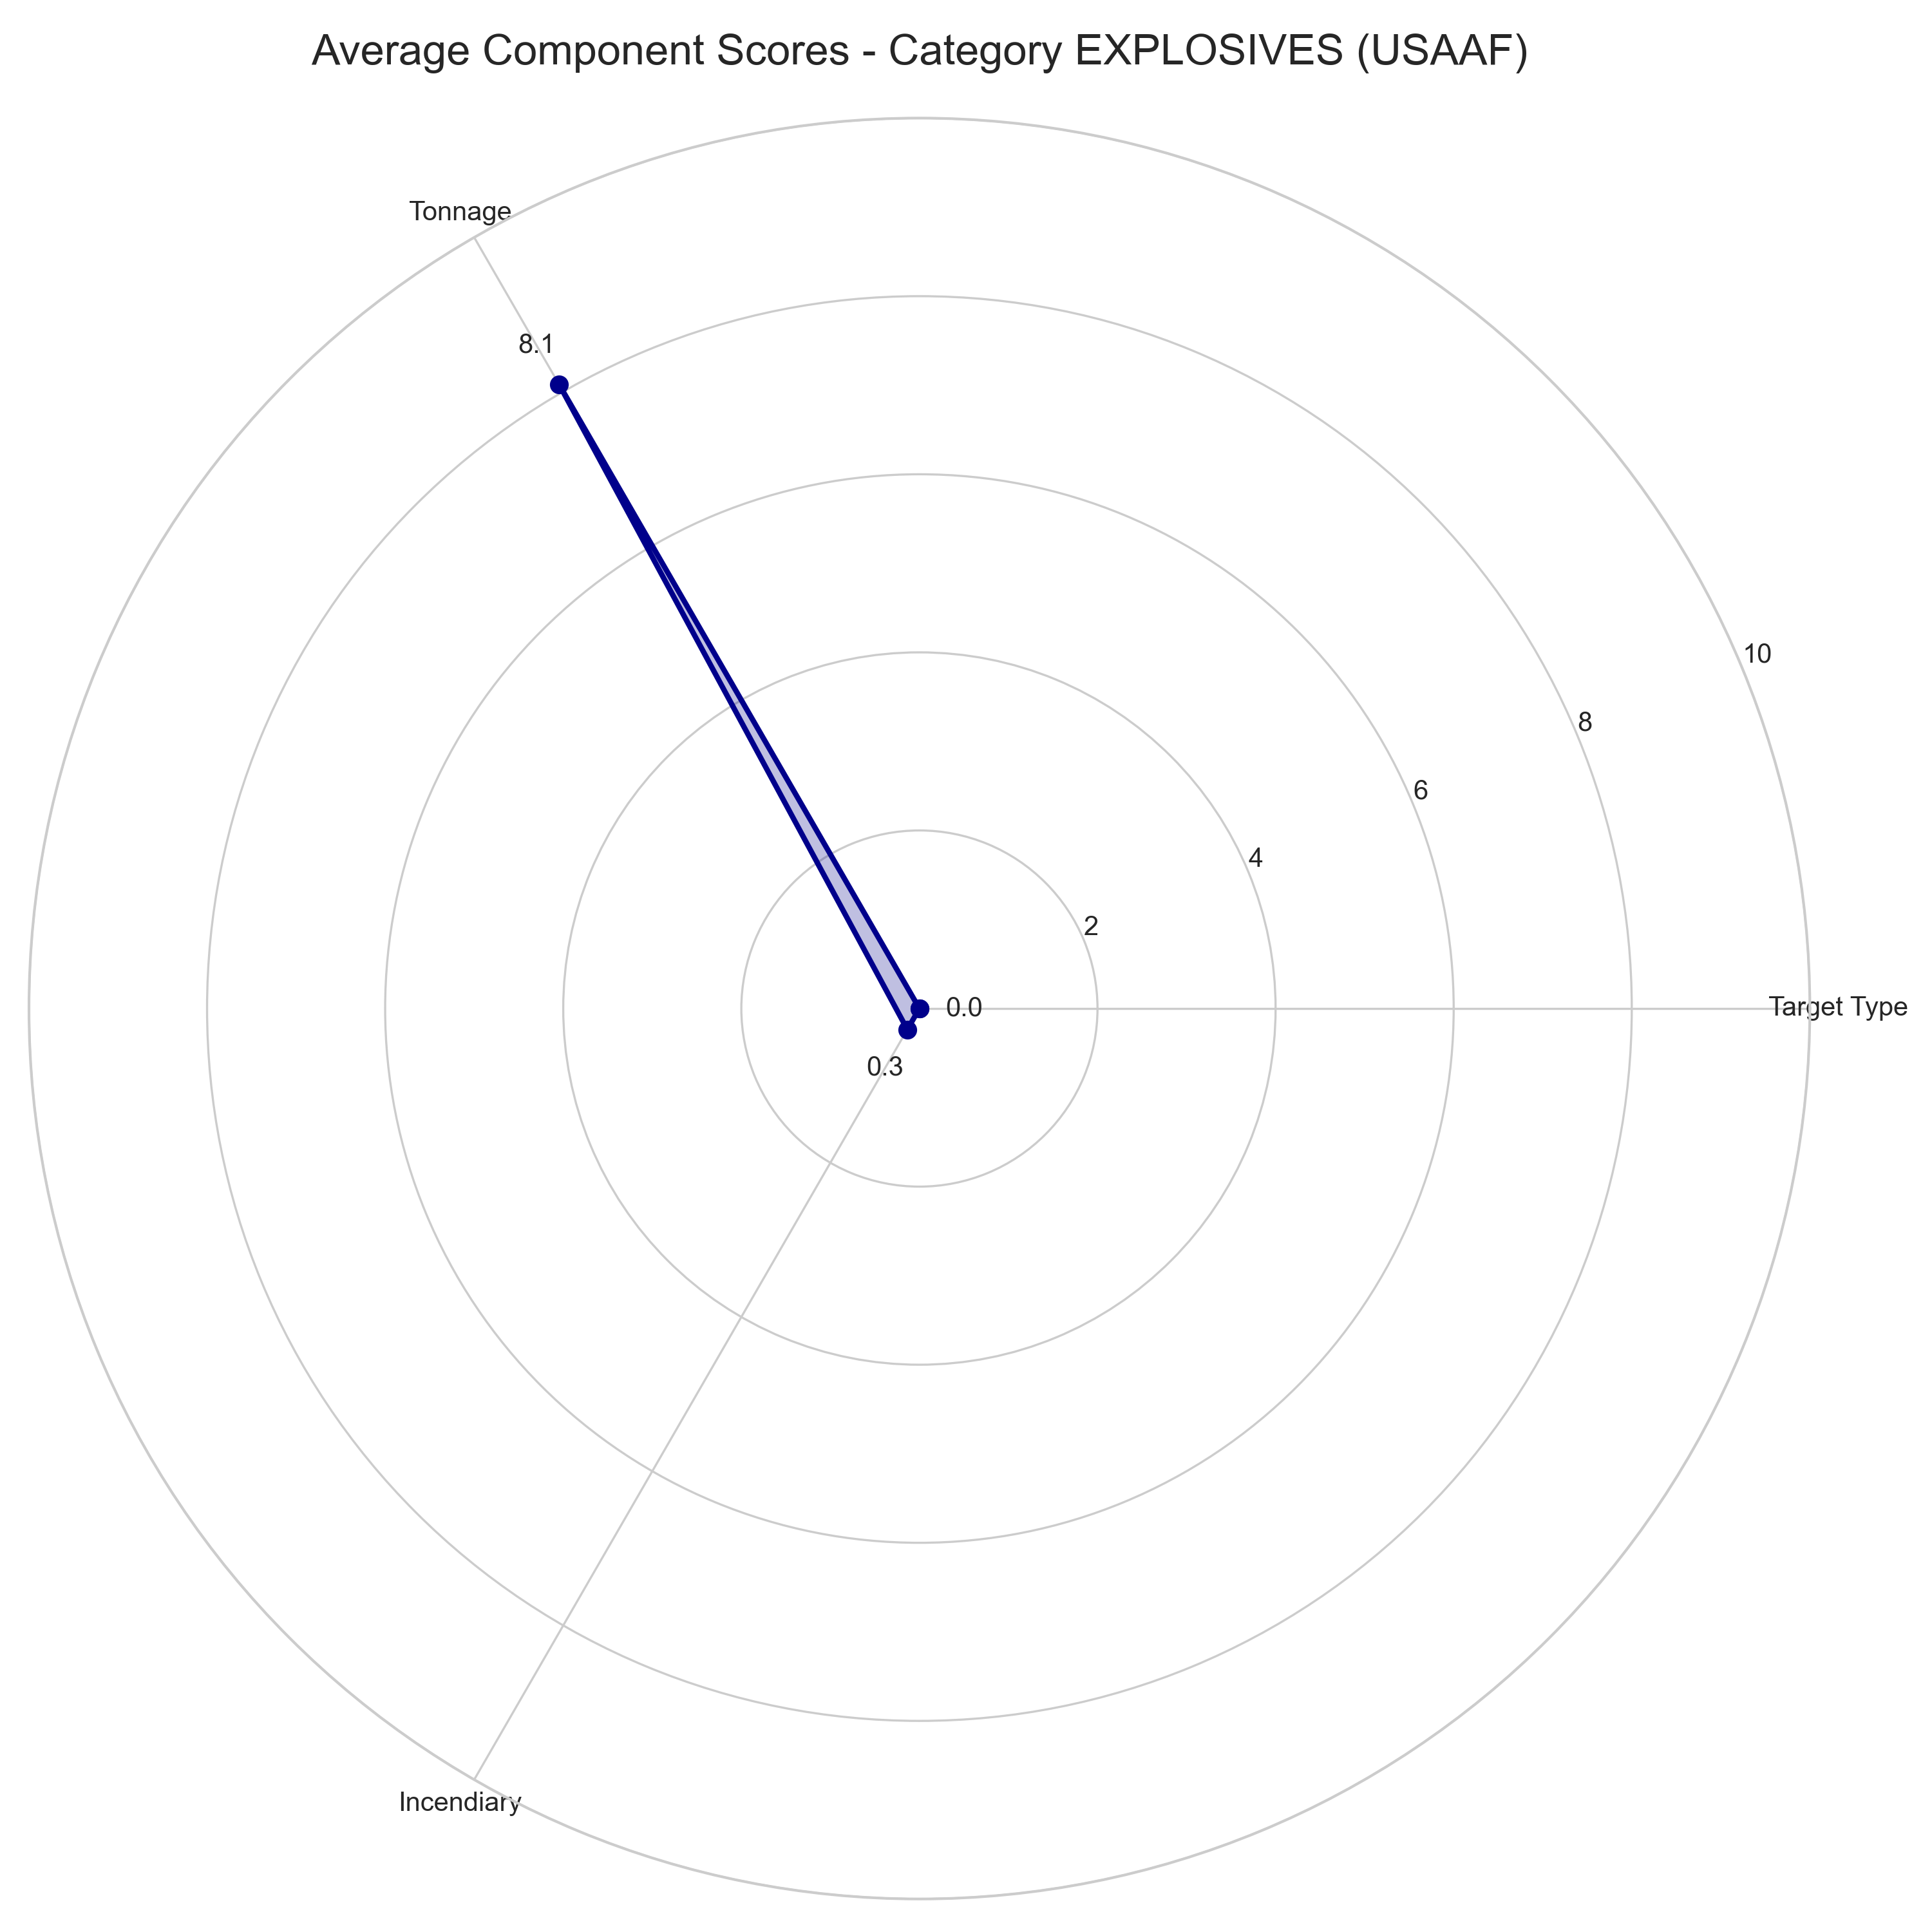 Average Component Scores - Category EXPLOSIVES (USAAF)
Tonnage
8.1
10
8
6
4
2
0.0
Target Type
0.3
Incendiary